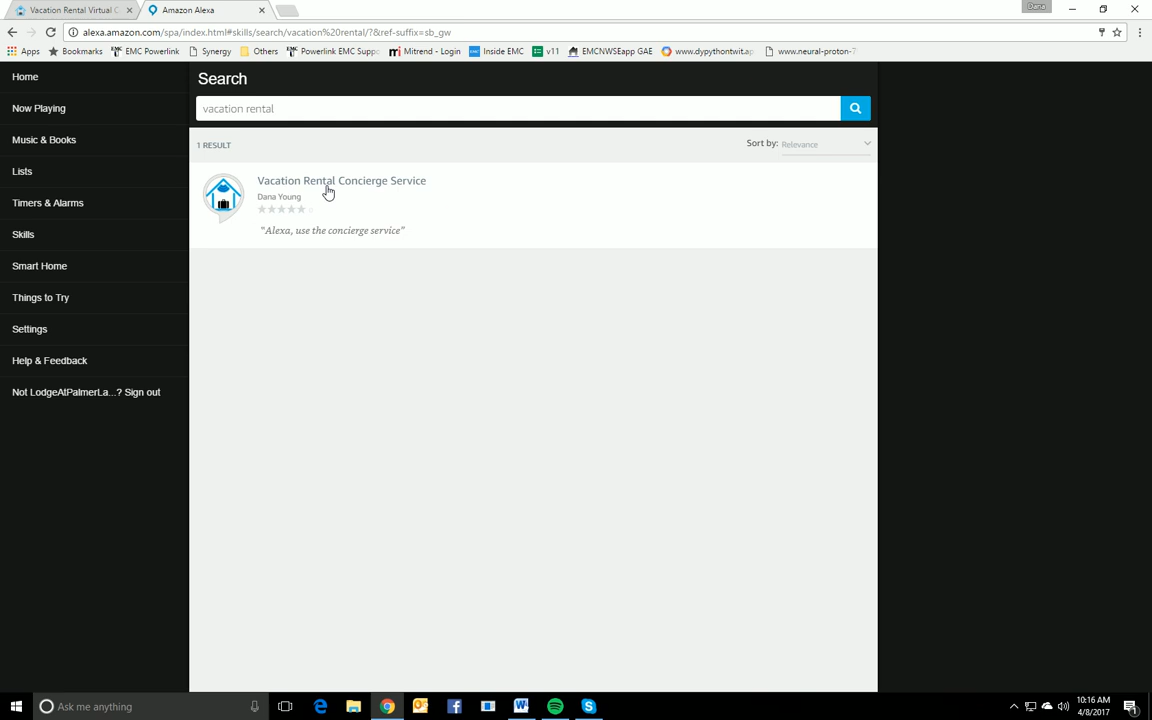 Vacation Rental Virtual C
Amazon Alexa
Dana
alexa.amazon.com/spa/index.html#skills/search/vacation%20rental/?&ref-suffix=sb_gw
Apps
Bookmarks
EMC Powerlink
Synergy
Others
Powerlink EMC Suppo
Mitrend - Login
Inside EMC
v11
EMCNWSEapp GAE
www.dypythontwit.ap
www.neural-proton-7
Home
Now Playing
Music & Books
Lists
Timers & Alarms
Skills
Smart Home
Things to Try
Settings
Help & Feedback
Not LodgeAtPalmerLa...? Sign out
Search
vacation rental
1 RESULT
Sort by: Relevance
Vacation Rental Concierge Service
Dana Young
0
"Alexa, use the concierge service"
Ask me anything
10:16 AM
4/8/2017
1